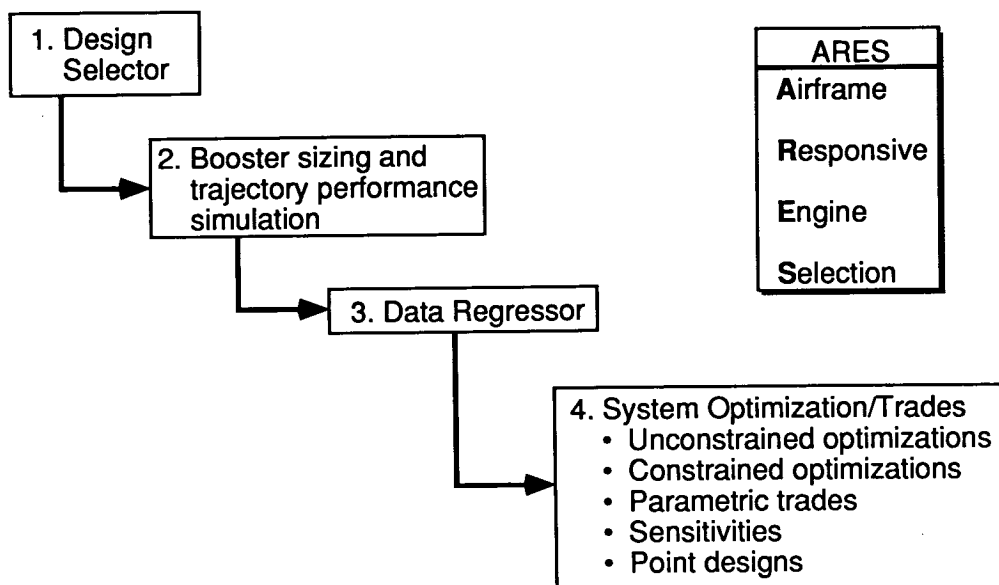 1. Design
Selector
2. Booster sizing and
trajectory performance
simulation
3. Data Regressor
4. System Optimization/Trades
• Unconstrained optimizations
• Constrained optimizations
• Parametric trades
• Sensitivities
• Point designs
ARES
Airframe
Responsive
Engine
Selection